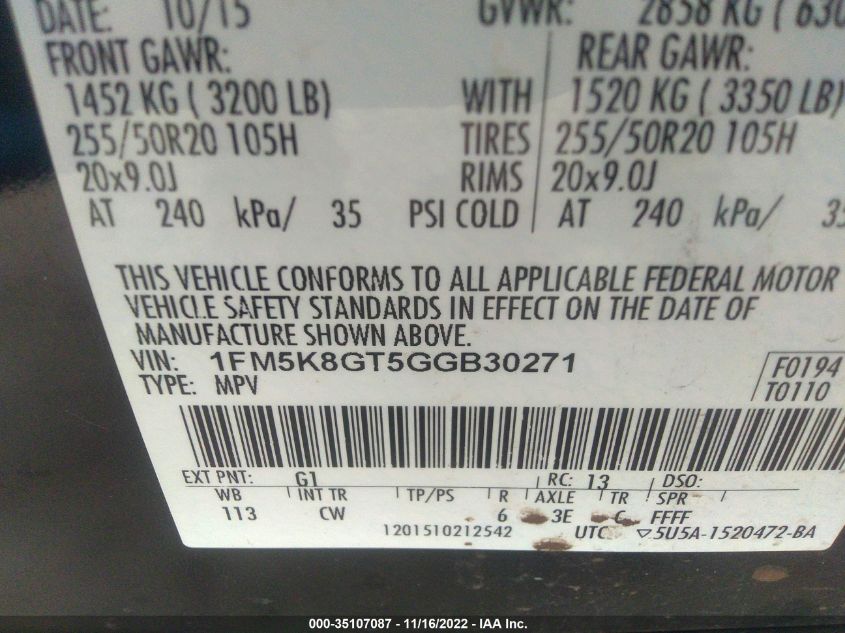 DATE: 10/15 GVWR: 2858 KG ( 630
FRONT GAWR: REAR GAWR:
1452 KG ( 3200 LB) WITH 1520 KG ( 3350 LB)
255/50R20 105H TIRES 255/50R20 105H
20x9.0J RIMS 20x9.0J
AT 240 kPa/ 35 PSI COLD AT 240 kPa/ 35
THIS VEHICLE CONFORMS TO ALL APPLICABLE FEDERAL MOTOR
VEHICLE SAFETY STANDARDS IN EFFECT ON THE DATE OF
MANUFACTURE SHOWN ABOVE.
VIN: 1FM5K8GT5GGB30271 F0194
TYPE: MPV T0110
EXT PNT: G1 RC: 13 DSO:
WB INT TR TP/PS R AXLE TR SPR
113 CW 6 3E C FFFF
1201510212542 UTC ▽5U5A-1520472-BA
000-35107087 - 11/16/2022 - IAA Inc.